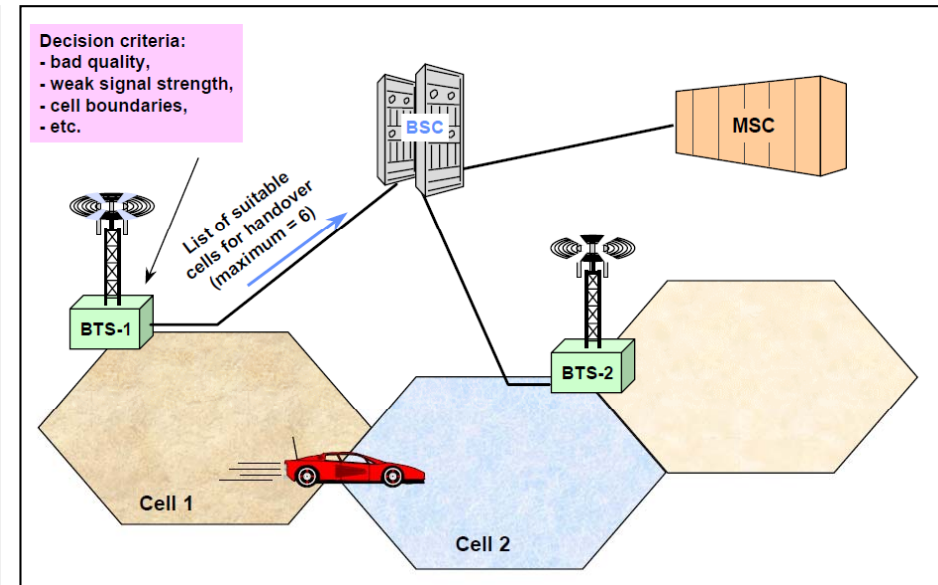 Decision criteria:
- bad quality,
- weak signal strength,
- cell boundaries,
- etc.
BSC
MSC
List of suitable
cells for handover
(maximum = 6)
BTS-1
BTS-2
Cell 1
Cell 2